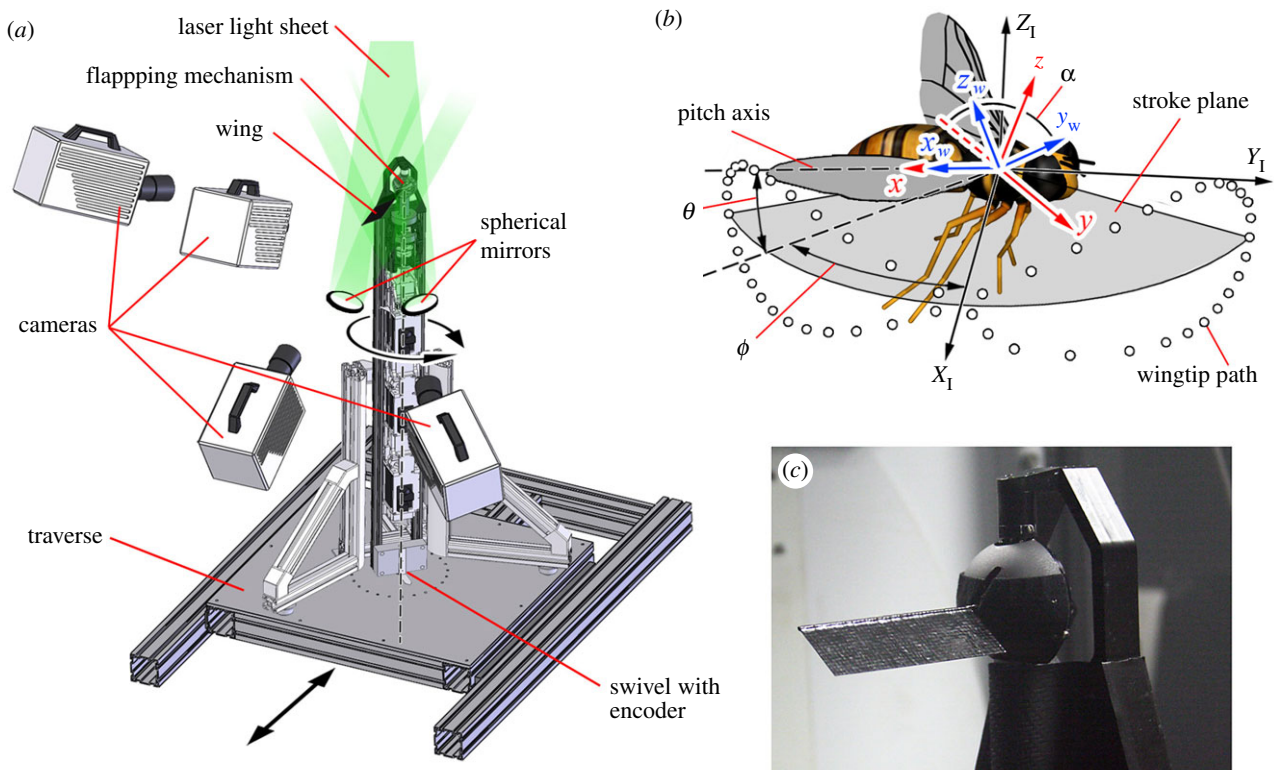 (a)
laser light sheet
flappping mechanism
wing
spherical
mirrors
cameras
traverse
swivel with
encoder
(b)
Z_I
z
α
z_w
y_w
stroke plane
pitch axis
x_w
Y_I
x
θ
y
ϕ
X_I
wingtip path
(c)